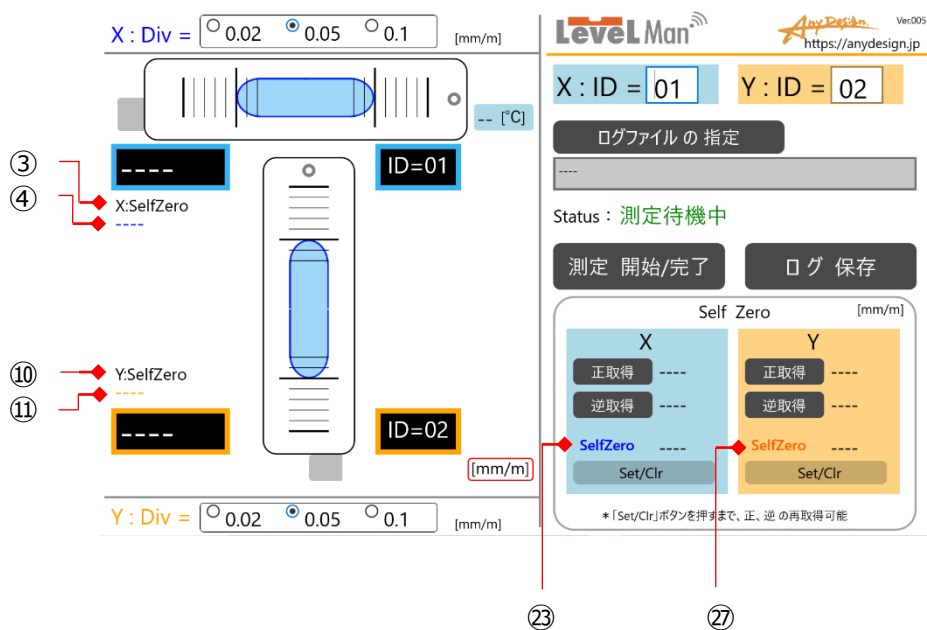 X : Div = 0.02 0.05 0.1 [mm/m]
-- [℃]
③
④
----
ID=01
X:SelfZero
----
⑩
⑪
Y:SelfZero
----
----
ID=02
[mm/m]
Y : Div = 0.02 0.05 0.1 [mm/m]
LeveL Man
AnyDesign.
Ver.005
https://anydesign.jp
X : ID = 01
Y : ID = 02
ログファイル の 指定
----
Status : 測定待機中
測定 開始/完了
ログ 保存
Self Zero [mm/m]
X
正取得 ----
逆取得 ----
SelfZero ----
Set/Clr
Y
正取得 ----
逆取得 ----
SelfZero ----
Set/Clr
*「Set/Clr」ボタンを押すまで、正、逆 の再取得可能
㉓
㉗